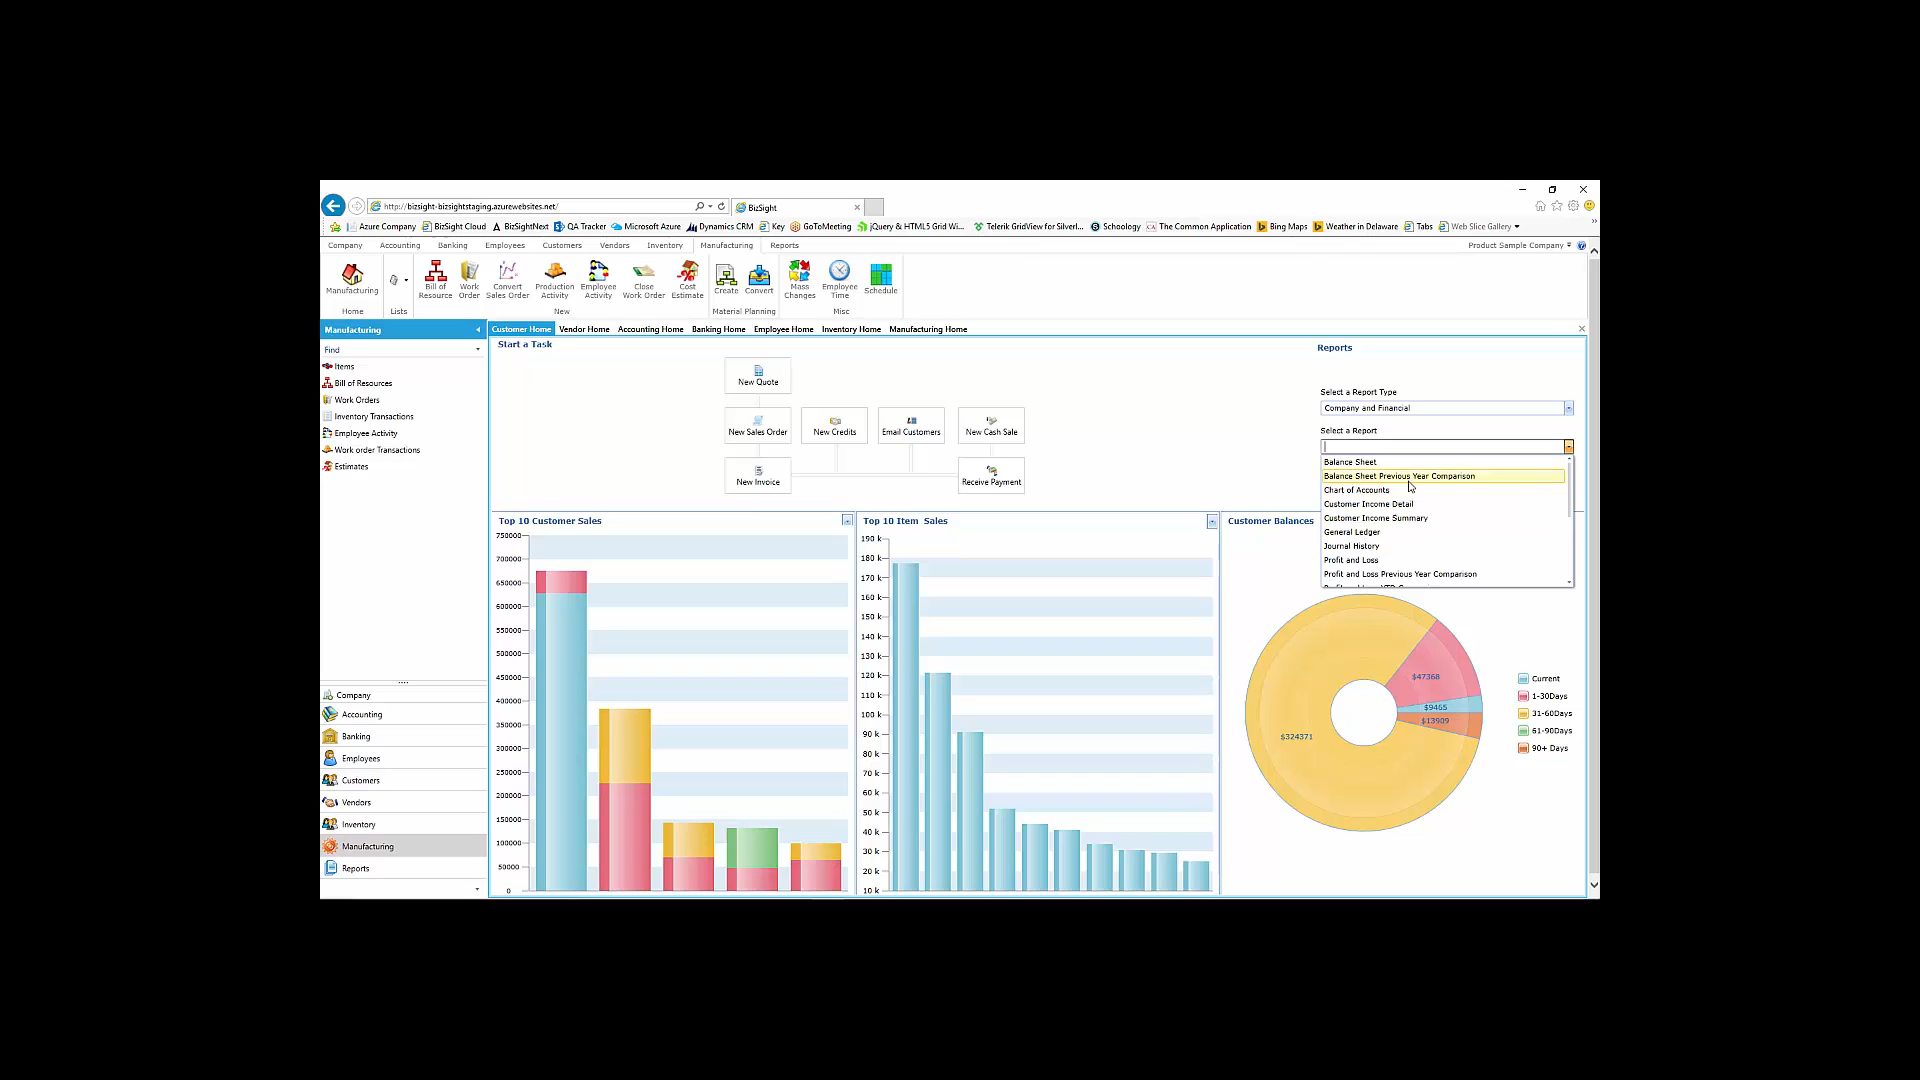 http://bizsight-bizsightstaging.azurewebsites.net/
BizSight
Azure Company BizSight Cloud BizSightNext QA Tracker Microsoft Azure Dynamics CRM Key GoToMeeting jQuery & HTML5 Grid Wi... Telerik GridView for Silverl... Schoology CA The Common Application Bing Maps Weather in Delaware Tabs Web Slice Gallery
Company Accounting Banking Employees Customers Vendors Inventory Manufacturing Reports
Product Sample Company
Manufacturing
Bill of Resource
Work Order
Convert Sales Order
Production Activity
Employee Activity
Close Work Order
Cost Estimate
Create
Convert
Mass Changes
Employee Time
Schedule
Home Lists New Material Planning Misc
Manufacturing
Find
Items
Bill of Resources
Work Orders
Inventory Transactions
Employee Activity
Work order Transactions
Estimates
Company
Accounting
Banking
Employees
Customers
Vendors
Inventory
Manufacturing
Reports
Customer Home Vendor Home Accounting Home Banking Home Employee Home Inventory Home Manufacturing Home
Start a Task
New Quote
New Sales Order
New Credits
Email Customers
New Cash Sale
New Invoice
Receive Payment
Reports
Select a Report Type
Company and Financial
Select a Report
Balance Sheet
Balance Sheet Previous Year Comparison
Chart of Accounts
Customer Income Detail
Customer Income Summary
General Ledger
Journal History
Profit and Loss
Profit and Loss Previous Year Comparison
Top 10 Customer Sales
750000
700000
650000
600000
550000
500000
450000
400000
350000
300000
250000
200000
150000
100000
50000
0
Top 10 Item Sales
190 k
180 k
170 k
160 k
150 k
140 k
130 k
120 k
110 k
100 k
90 k
80 k
70 k
60 k
50 k
40 k
30 k
20 k
10 k
Customer Balances
$47368
$9465
$13909
$324371
Current
1-30Days
31-60Days
61-90Days
90+ Days